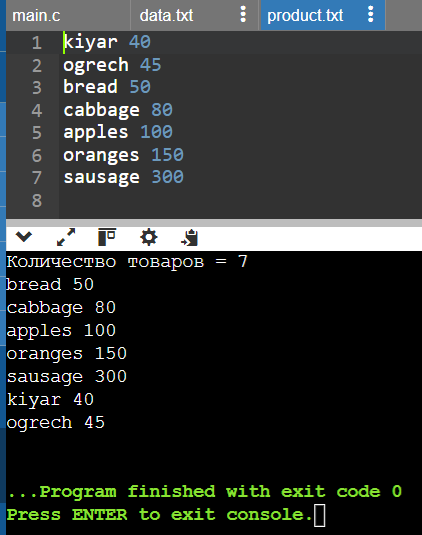 main.c data.txt product.txt
1 kiyar 40
2 ogrech 45
3 bread 50
4 cabbage 80
5 apples 100
6 oranges 150
7 sausage 300
8
Количество товаров = 7
bread 50
cabbage 80
apples 100
oranges 150
sausage 300
kiyar 40
ogrech 45
...Program finished with exit code 0
Press ENTER to exit console.